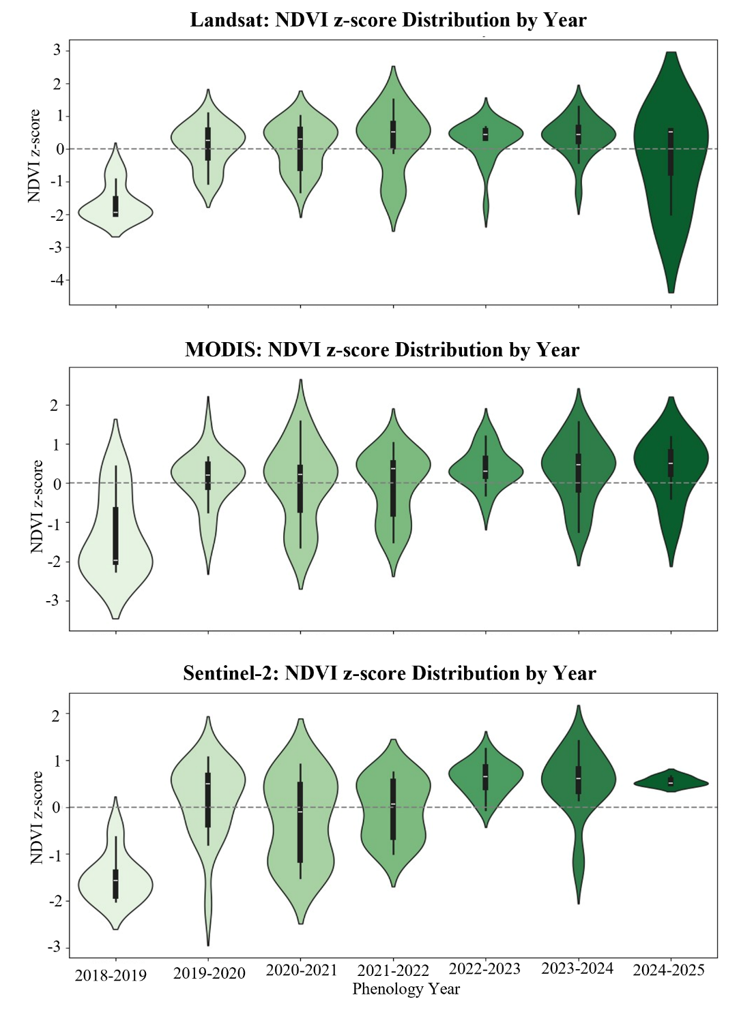 Landsat: NDVI z-score Distribution by Year
3
2
1
0
-1
-2
-3
-4
NDVI z-score
MODIS: NDVI z-score Distribution by Year
2
1
0
-1
-2
-3
NDVI z-score
Sentinel-2: NDVI z-score Distribution by Year
2
1
0
-1
-2
-3
NDVI z-score
2018-2019 2019-2020 2020-2021 2021-2022 2022-2023 2023-2024 2024-2025
Phenology Year